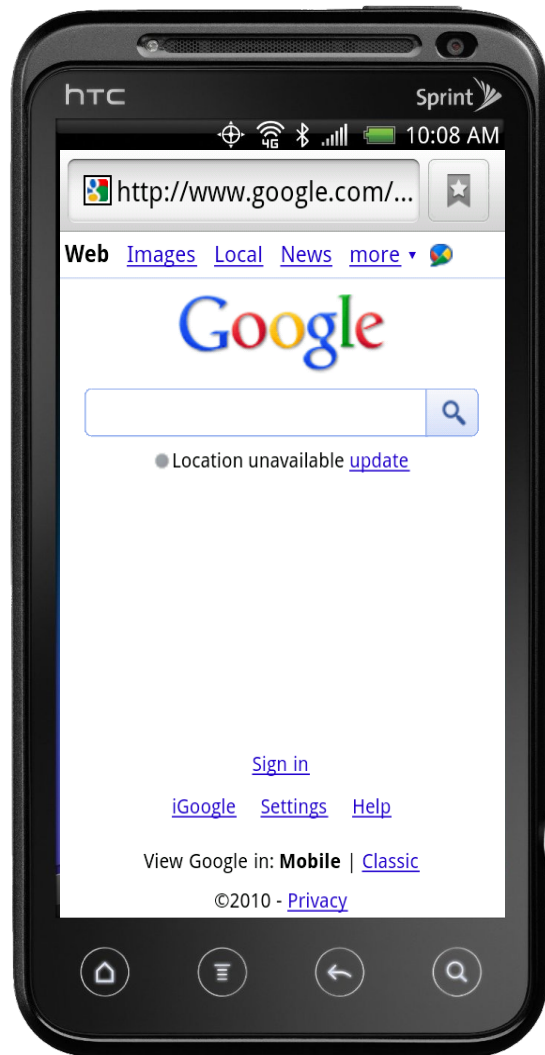 hTC
Sprint
4G
10:08 AM
http://www.google.com/...
Web Images Local News more
Google
Location unavailable update
Sign in
iGoogle Settings Help
View Google in: Mobile | Classic
©2010 - Privacy